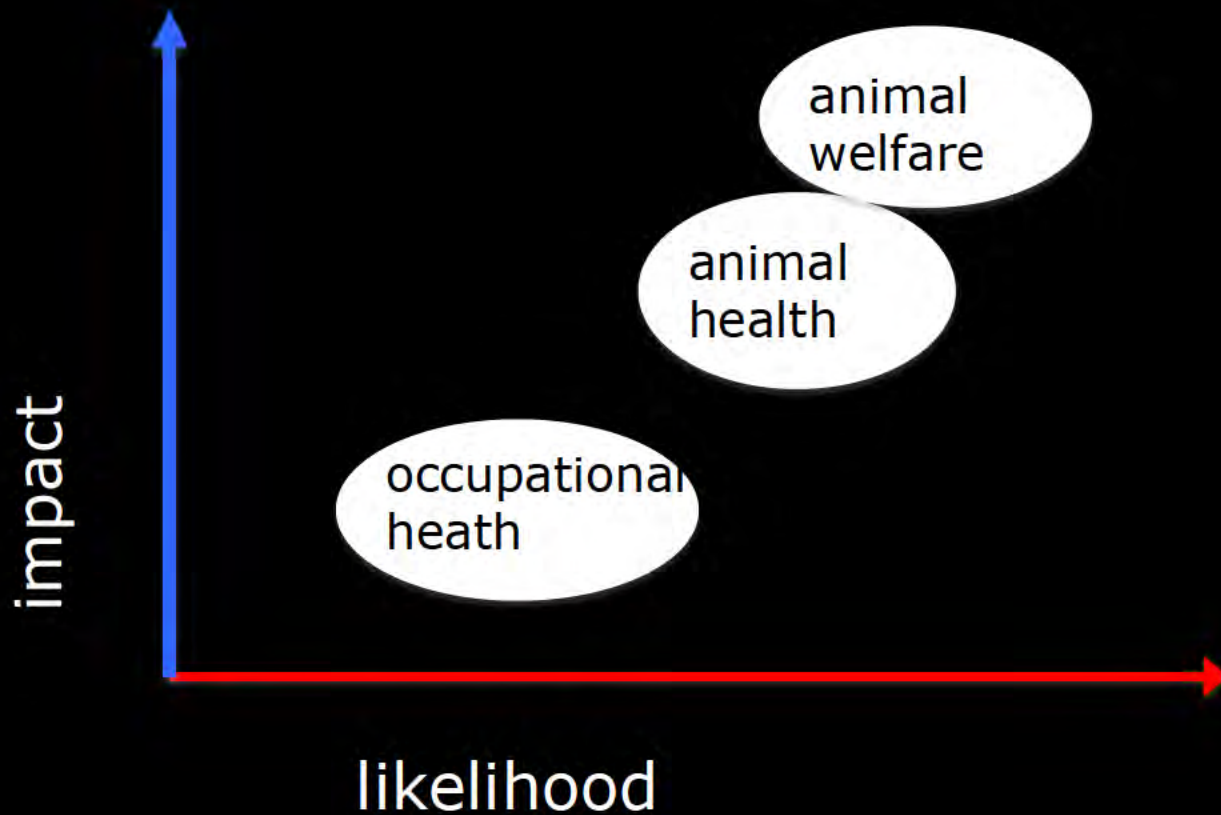 animal
welfare
animal
health
occupational
heath
impact
likelihood